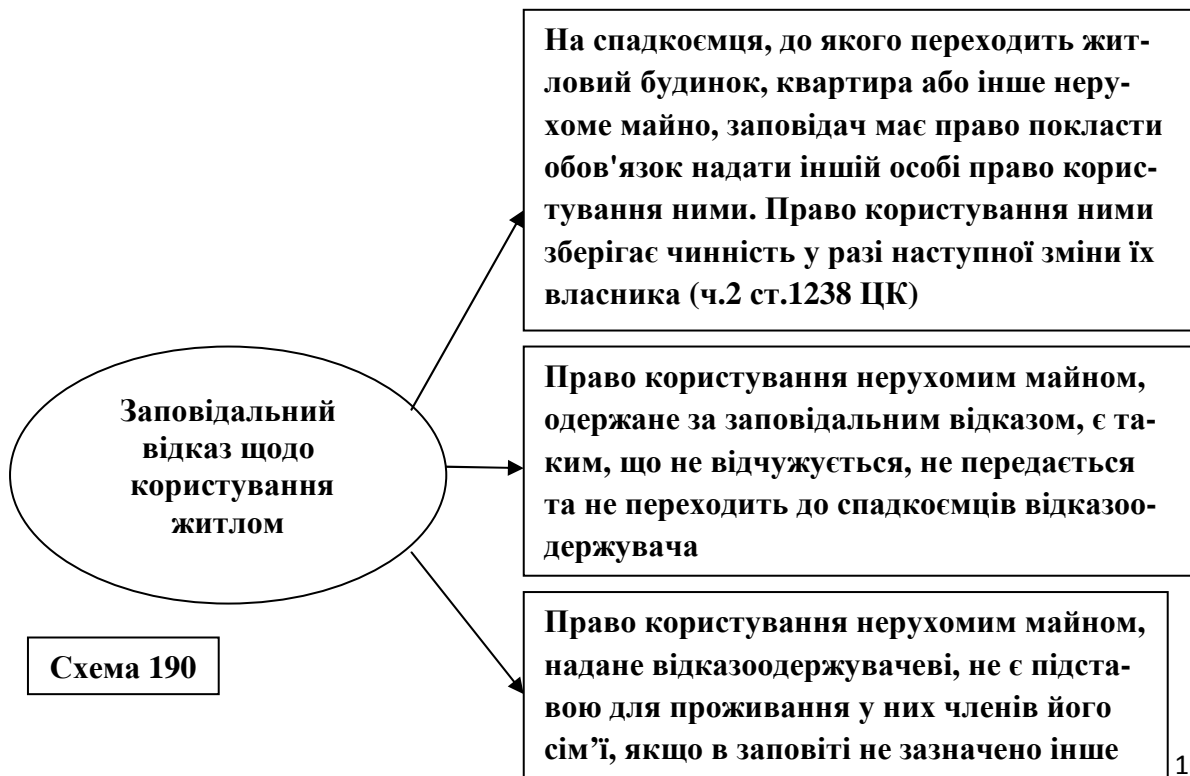 На спадкоємця, до якого переходить жит-
ловий будинок, квартира або інше неру-
хоме майно, заповідач має право покласти
обов'язок надати іншій особі право корис-
тування ними. Право користування ними
зберігає чинність у разі наступної зміни їх
власника (ч.2 ст.1238 ЦК)
Заповідальний
відказ щодо
користування
житлом
Право користування нерухомим майном,
одержане за заповідальним відказом, є та-
ким, що не відчужується, не передається
та не переходить до спадкоємців відказоо-
держувача
Схема 190
Право користування нерухомим майном,
надане відказоодержувачеві, не є підста-
вою для проживання у них членів його
сім’ї, якщо в заповіті не зазначено інше
1